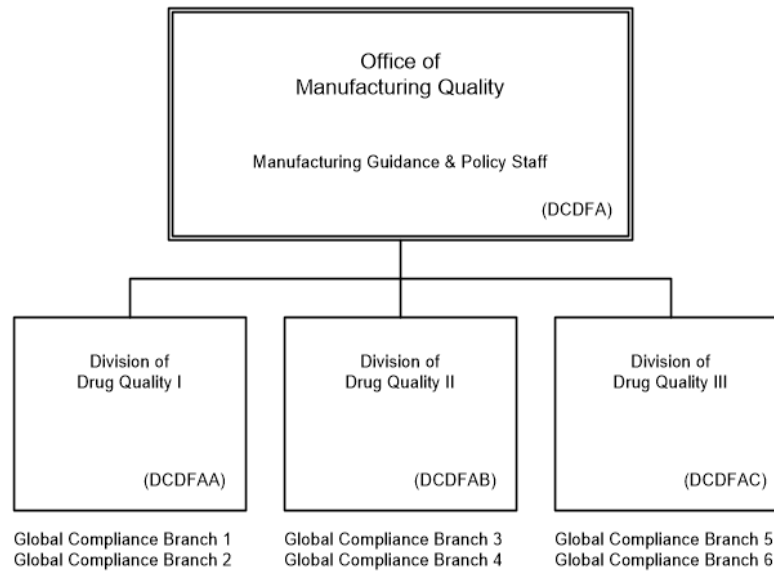 Office of
Manufacturing Quality
Manufacturing Guidance & Policy Staff
(DCDFA)
Division of
Drug Quality I
(DCDFAA)
Global Compliance Branch 1
Global Compliance Branch 2
Division of
Drug Quality II
(DCDFAB)
Global Compliance Branch 3
Global Compliance Branch 4
Division of
Drug Quality III
(DCDFAC)
Global Compliance Branch 5
Global Compliance Branch 6